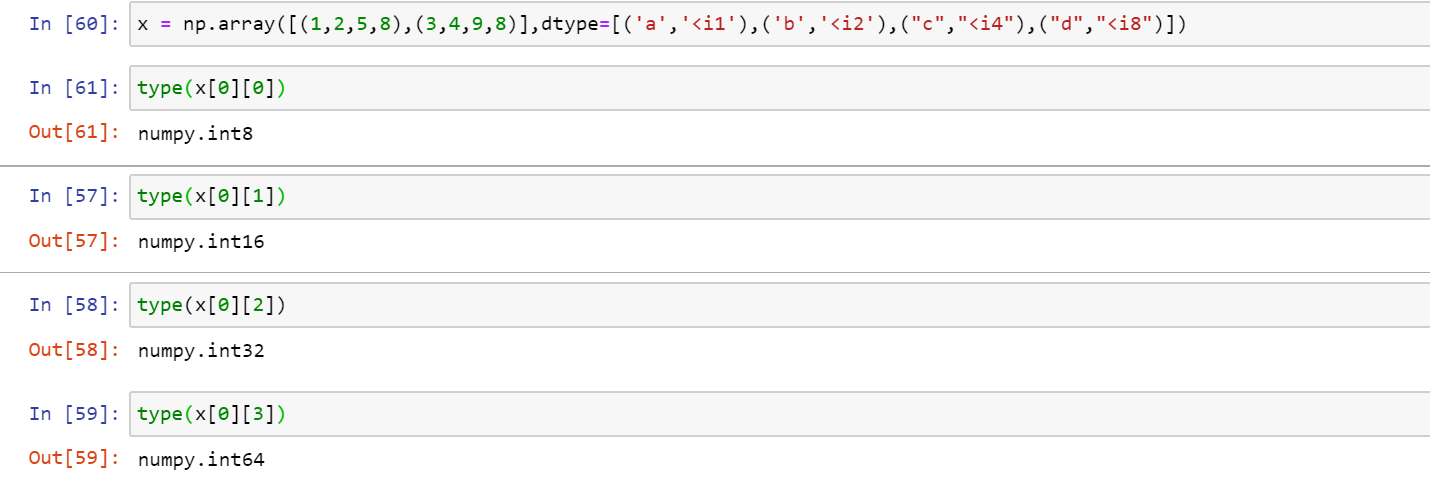 In [60]: x = np.array([(1,2,5,8),(3,4,9,8)],dtype=[('a','<i1'),('b','<i2'),("c","<i4"),("d","<i8")])
In [61]: type(x[0][0])
Out[61]: numpy.int8
In [57]: type(x[0][1])
Out[57]: numpy.int16
In [58]: type(x[0][2])
Out[58]: numpy.int32
In [59]: type(x[0][3])
Out[59]: numpy.int64